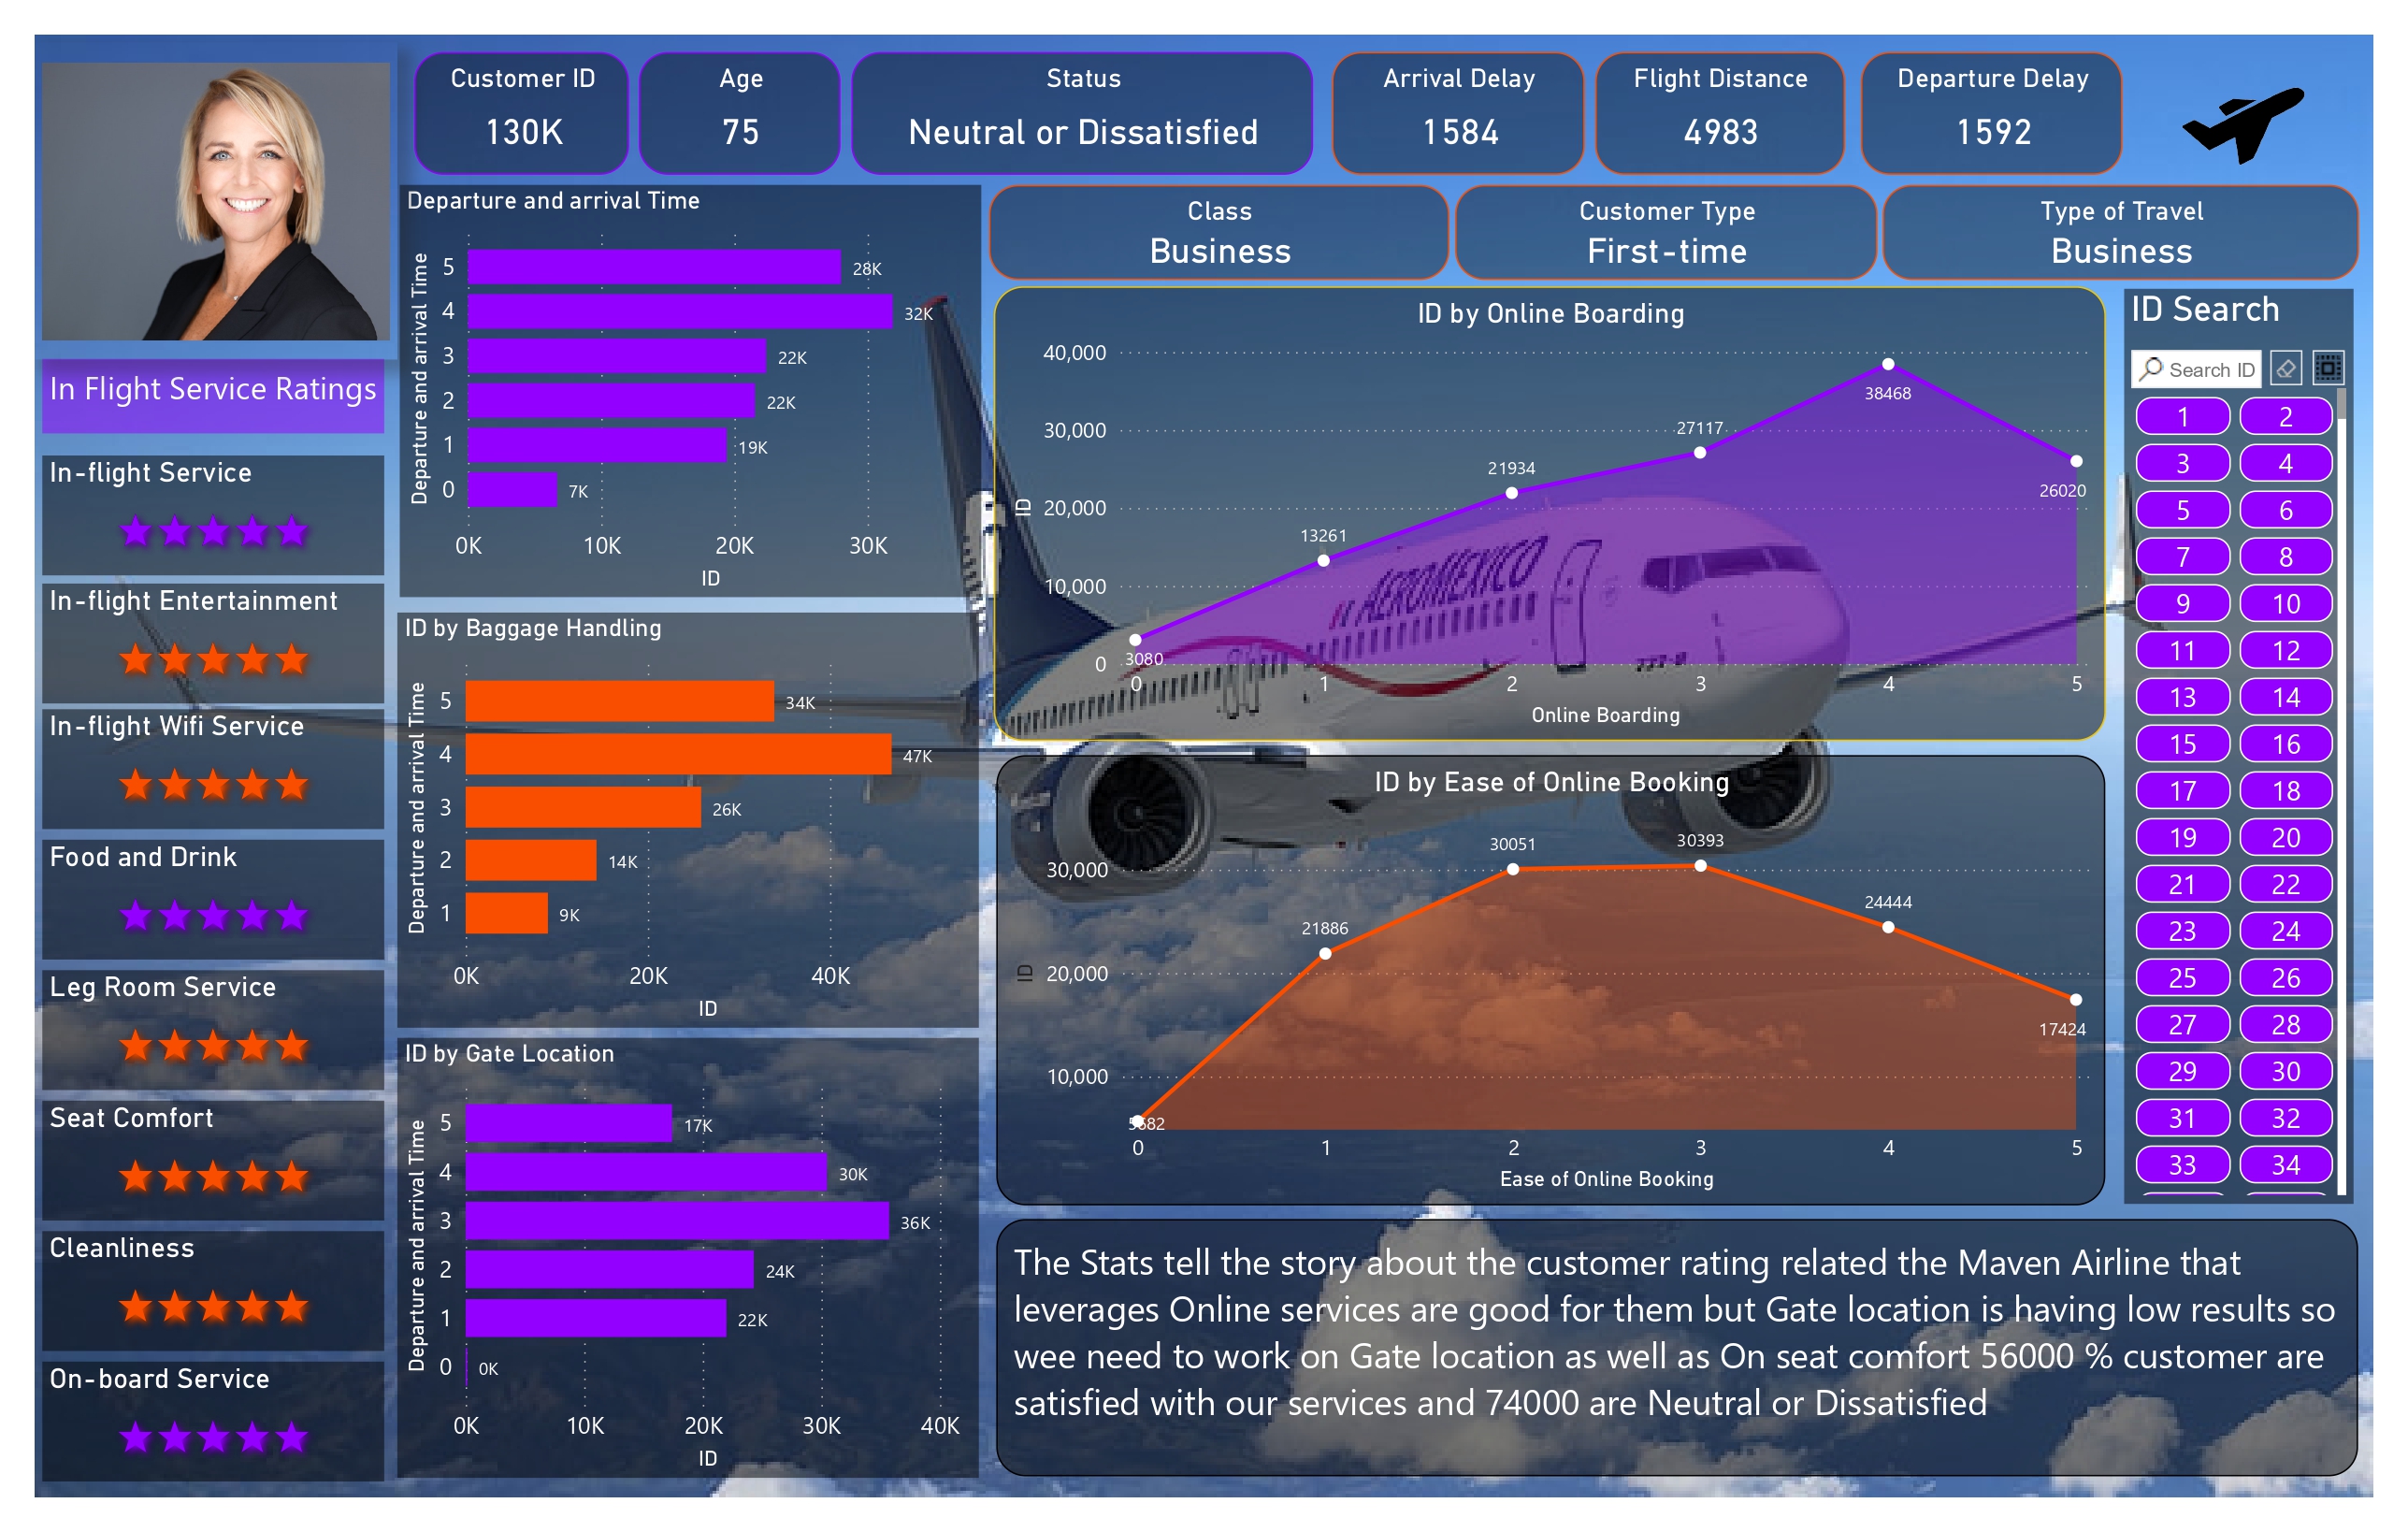 Customer ID
130K
Age
75
Status
Neutral or Dissatisfied
Arrival Delay
1584
Flight Distance
4983
Departure Delay
1592
Class
Business
Customer Type
First-time
Type of Travel
Business
In Flight Service Ratings
In-flight Service
In-flight Entertainment
In-flight Wifi Service
Food and Drink
Leg Room Service
Seat Comfort
Cleanliness
On-board Service
Departure and arrival Time
Departure and arrival Time
5 28K
4 32K
3 22K
2 22K
1 19K
0 7K
0K 10K 20K 30K
ID
ID by Baggage Handling
Departure and arrival Time
5 34K
4 47K
3 26K
2 14K
1 9K
0K 20K 40K
ID
ID by Gate Location
Departure and arrival Time
5 17K
4 30K
3 36K
2 24K
1 22K
0 0K
0K 10K 20K 30K 40K
ID
ID by Online Boarding
ID
40,000
30,000
20,000
10,000
0
3080
13261
21934
27117
38468
26020
0 1 2 3 4 5
Online Boarding
AEROMEXICO
ID by Ease of Online Booking
ID
30,000
20,000
10,000
5682
21886
30051
30393
24444
17424
0 1 2 3 4 5
Ease of Online Booking
ID Search
Search ID
1 2
3 4
5 6
7 8
9 10
11 12
13 14
15 16
17 18
19 20
21 22
23 24
25 26
27 28
29 30
31 32
33 34
The Stats tell the story about the customer rating related the Maven Airline that
leverages Online services are good for them but Gate location is having low results so
wee need to work on Gate location as well as On seat comfort 56000 % customer are
satisfied with our services and 74000 are Neutral or Dissatisfied